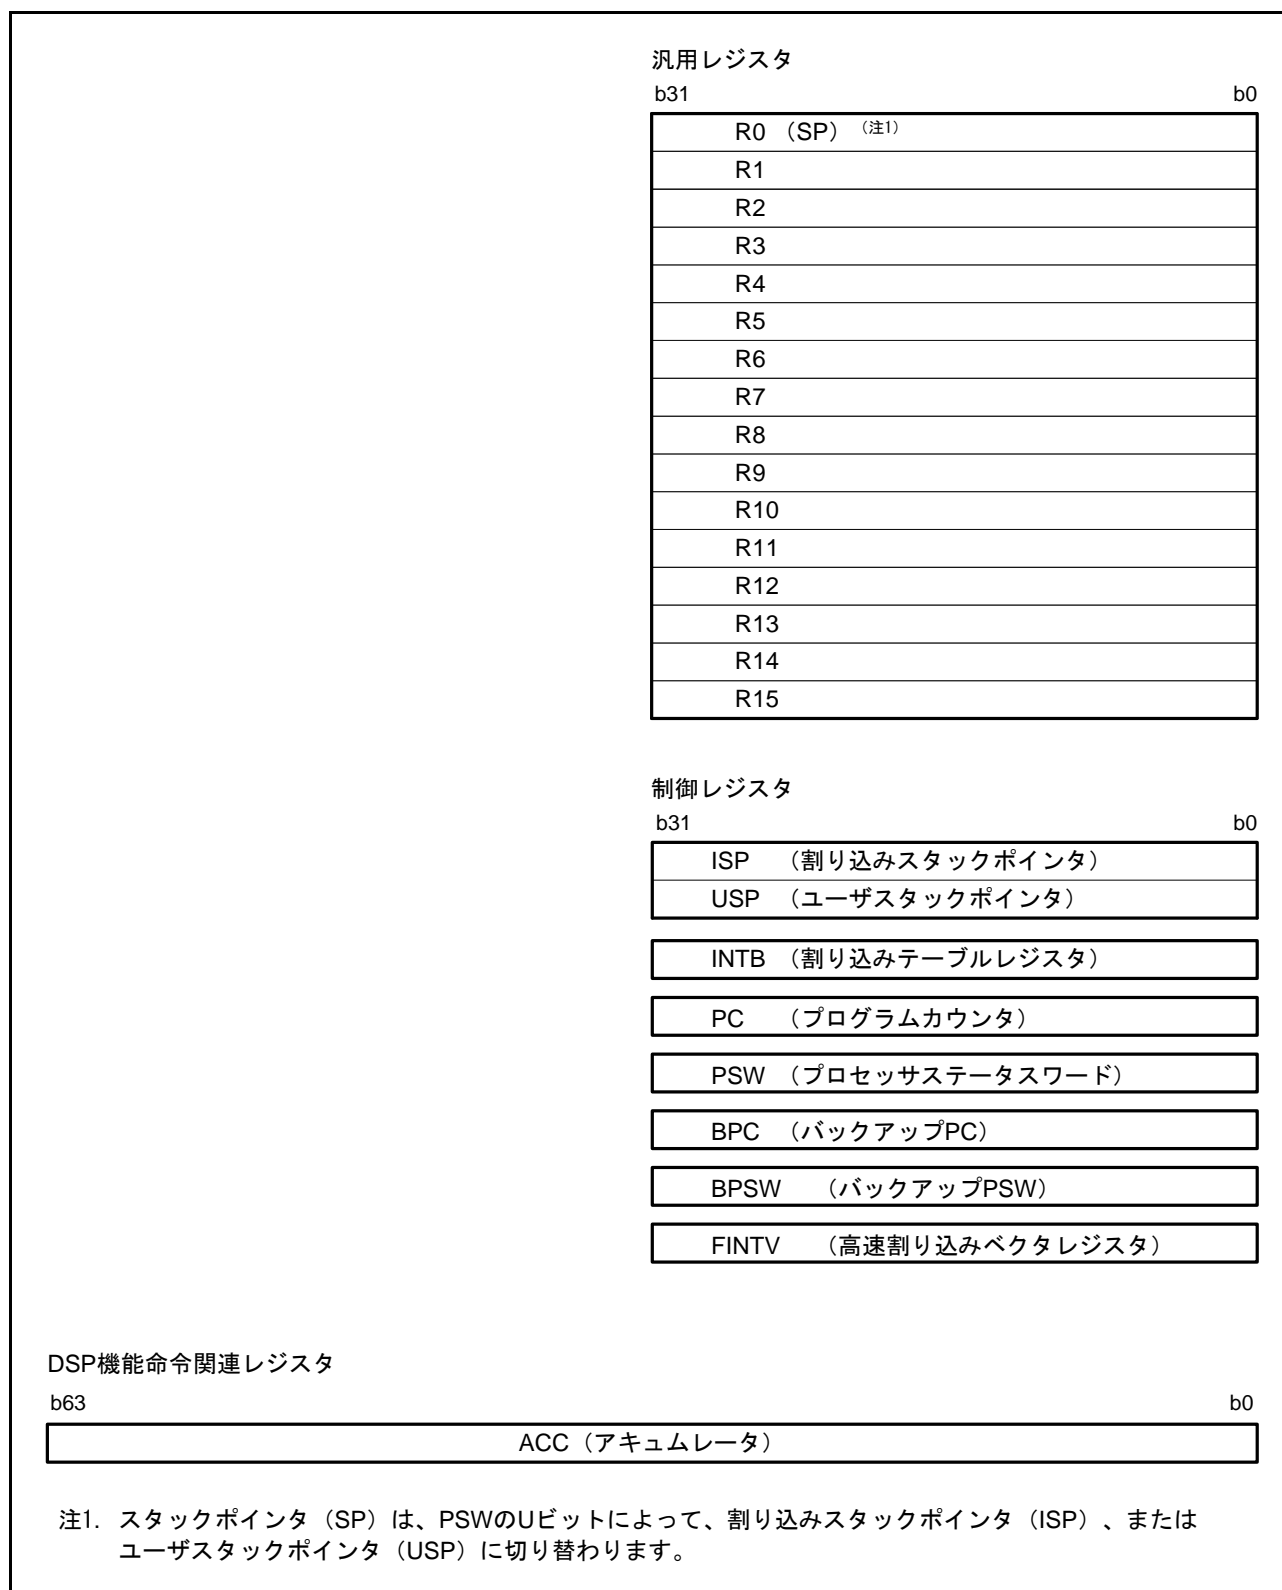 汎用レジスタ
b31 b0
R0 （SP）（注1）
R1
R2
R3
R4
R5
R6
R7
R8
R9
R10
R11
R12
R13
R14
R15
制御レジスタ
b31 b0
ISP （割り込みスタックポインタ）
USP （ユーザスタックポインタ）
INTB （割り込みテーブルレジスタ）
PC （プログラムカウンタ）
PSW （プロセッサステータスワード）
BPC （バックアップPC）
BPSW （バックアップPSW）
FINTV （高速割り込みベクタレジスタ）
DSP機能命令関連レジスタ
b63 b0
ACC（アキュムレータ）
注1. スタックポインタ（SP）は、PSWのUビットによって、割り込みスタックポインタ（ISP）、または
ユーザスタックポインタ（USP）に切り替わります。